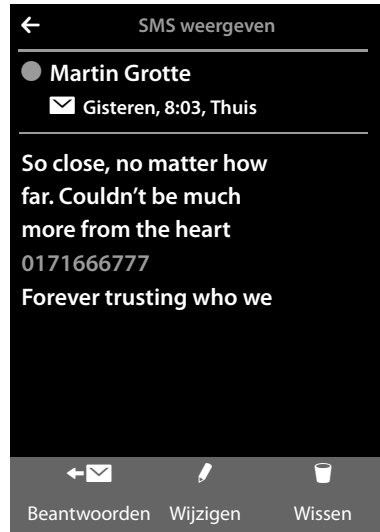 SMS weergeven
Martin Grotte
Gisteren, 8:03, Thuis
So close, no matter how
far. Couldn't be much
more from the heart
0171666777
Forever trusting who we
Beantwoorden Wijzigen Wissen